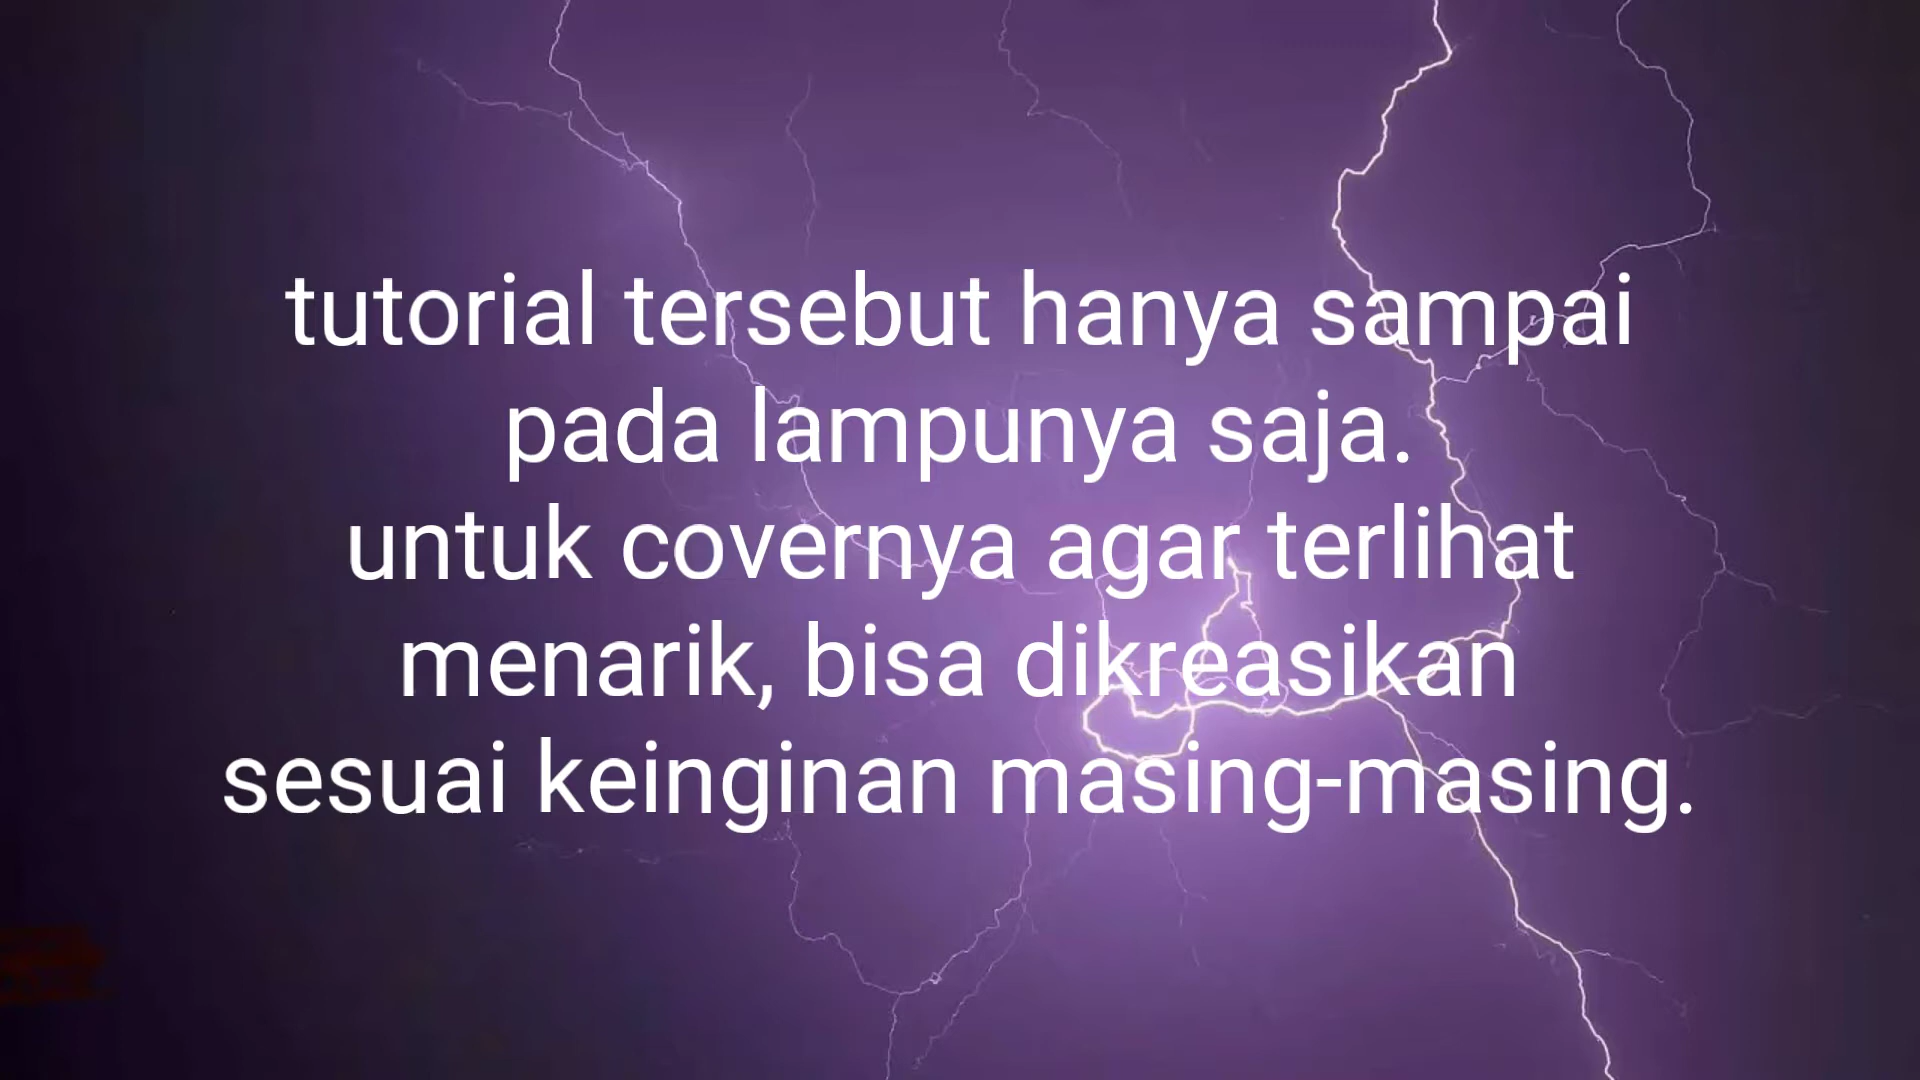 tutorial tersebut hanya sampai
pada lampunya saja.
untuk covernya agar terlihat
menarik, bisa dikreasikan
sesuai keinginan masing-masing.